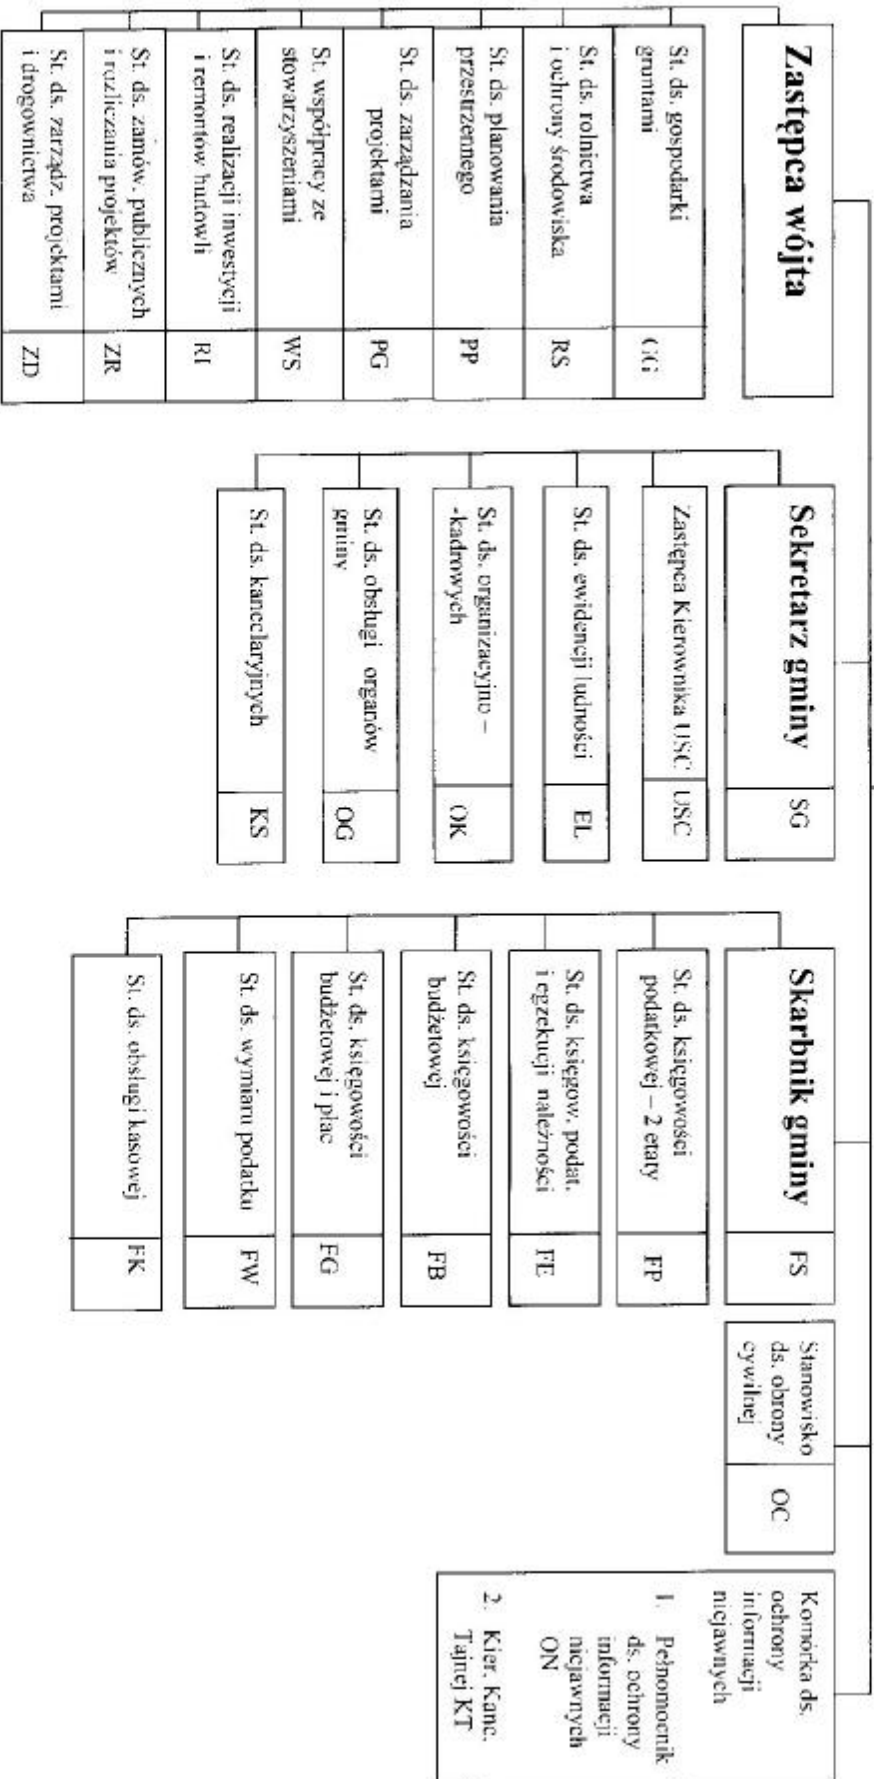 Zastępca wójta
St. ds. gospodarki
gruntami
GG
St. ds. rolnictwa
i ochrony środowiska
RS
St. ds. planowania
przestrzennego
PP
St. ds. zarządzania
projektami
PG
St. współpracy ze
stowarzyszeniami
WS
St. ds. realizacji inwestycji
i remontów budowli
RI
St. ds. zamów. publicznych
i rozliczania projektów
ZR
St. ds. zarządz. projektami
i drogownictwa
ZD
Sekretarz gminy
SG
Zastępca Kierownika USC
USC
St. ds. ewidencji ludności
EL
St. ds. organizacyjno –
-kadrowych
OK
St. ds. obsługi organów
gminy
OG
St. ds. kancelaryjnych
KS
Skarbnik gminy
FS
St. ds. księgowości
podatkowej – 2 etaty
FP
St. ds. księgow. podat.
i egzekucji należności
FE
St. ds. księgowości
budżetowej
FB
St. ds. księgowości
budżetowej i płac
FG
St. ds. wymiaru podatku
FW
St. ds. obsługi kasowej
FK
Stanowisko
ds. obrony
cywilnej
OC
Komórka ds.
ochrony
informacji
niejawnych
1. Pełnomocnik
ds. ochrony
informacji
niejawnych
ON
2. Kier. Kanc.
Tajnej KT